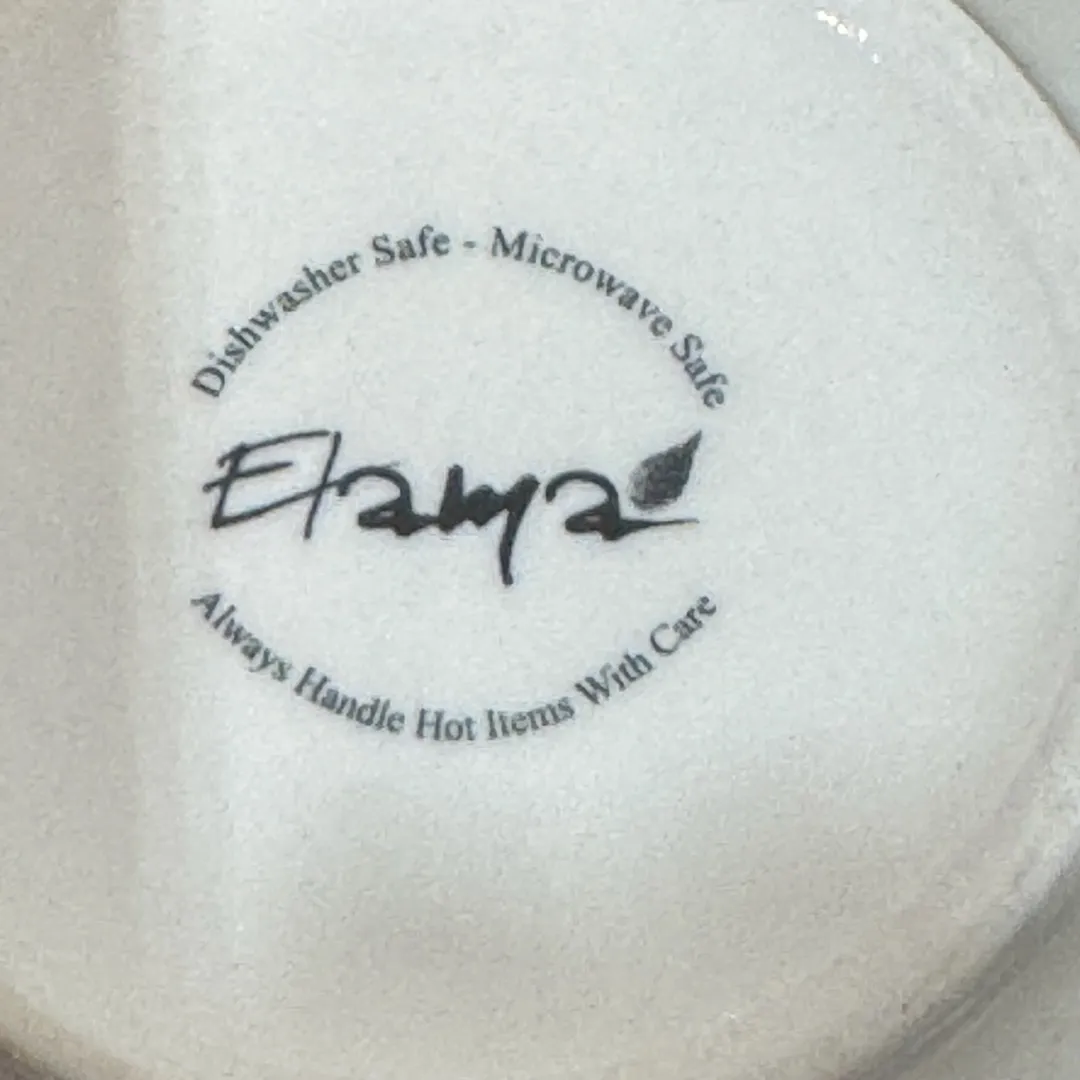 Dishwasher Safe - Microwave Safe
Elama
Always Handle Hot Items With Care